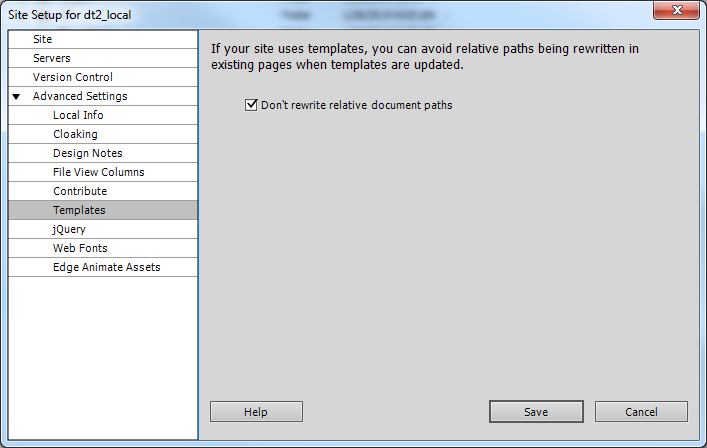 Site Setup for dt2_local
Site
Servers
Version Control
Advanced Settings
Local Info
Cloaking
Design Notes
File View Columns
Contribute
Templates
jQuery
Web Fonts
Edge Animate Assets
If your site uses templates, you can avoid relative paths being rewritten in
existing pages when templates are updated.
Don't rewrite relative document paths
Help
Save
Cancel